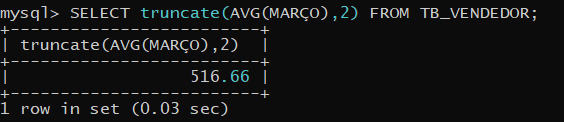 mysql> SELECT truncate(AVG(MARÇO),2) FROM TB_VENDEDOR;
+-------------------------+
| truncate(AVG(MARÇO),2)  |
+-------------------------+
|                  516.66 |
+-------------------------+
1 row in set (0.03 sec)